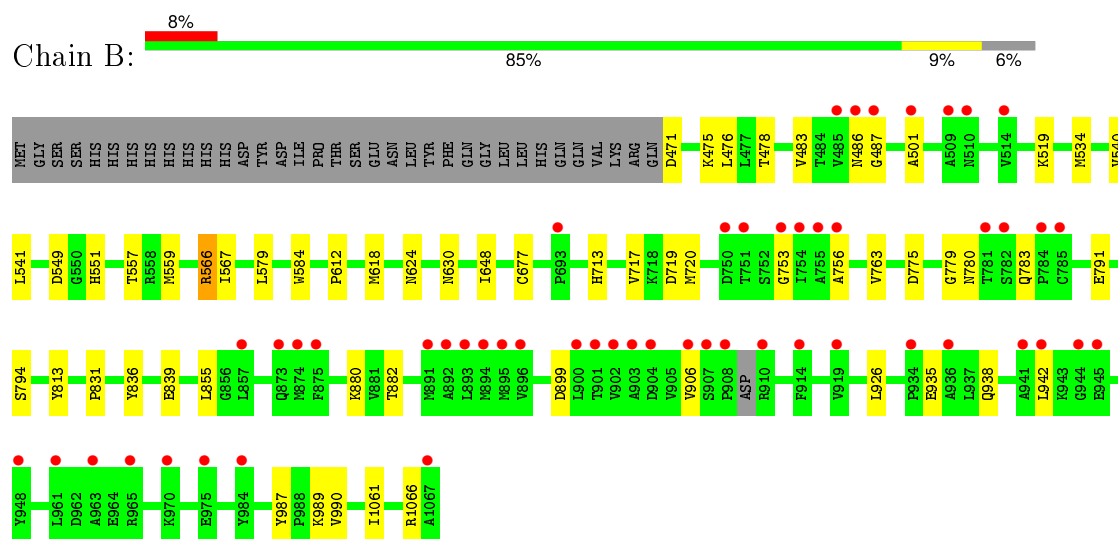 8%
Chain B:
85% 9% 6%
MET GLY SER SER HIS HIS HIS HIS HIS HIS HIS HIS HIS HIS ASP TYR ASP ILE PRO THR SER GLU ASN LEU TYR PHE GLN GLY LEU LEU HIS GLN GLN VAL LYS ARG GLN D471 K475 L476 L477 T478 V483 T484 V485 N486 G487 A501 A509 N510 V514 K519 M534 V540
L541 D549 G550 H551 T557 R558 M559 R566 I567 L579 W584 P612 M618 N624 N630 I648 C677 P693 H713 V717 K718 D719 M720 D750 T751 S752 G753 I754 A755 A756 V763 D775 G779 N780 T781 S782 Q783 P784 C785 E791
S794 Y813 P831 Y836 E839 L855 G856 L857 Q873 M874 F875 K880 V881 T882 M891 A892 L893 M894 M895 V896 D899 L900 T901 V902 A903 D904 V905 V906 S907 P908 ASP R910 F914 V919 L926 P934 E935 A936 L937 Q938 A941 L942 K943 G944 E945
Y948 L961 D962 A963 E964 R965 K970 E975 Y984 Y987 P988 K989 V990 I1061 R1066 A1067